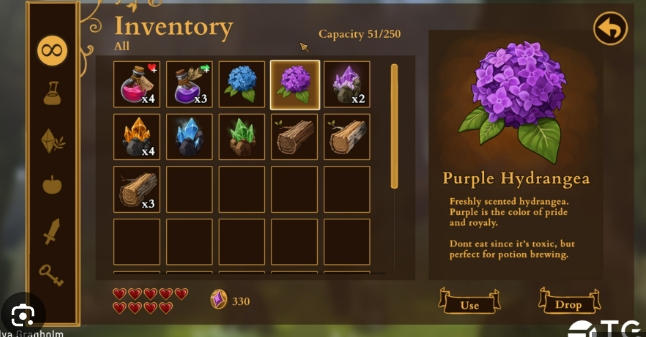 Inventory
All
Capacity 51/250
x4
x3
x2
x4
x3
Purple Hydrangea
Freshly scented hydrangea.
Purple is the color of pride
and royaly.
Dont eat since it's toxic, but
perfect for potion brewing.
330
Use
Drop
TG